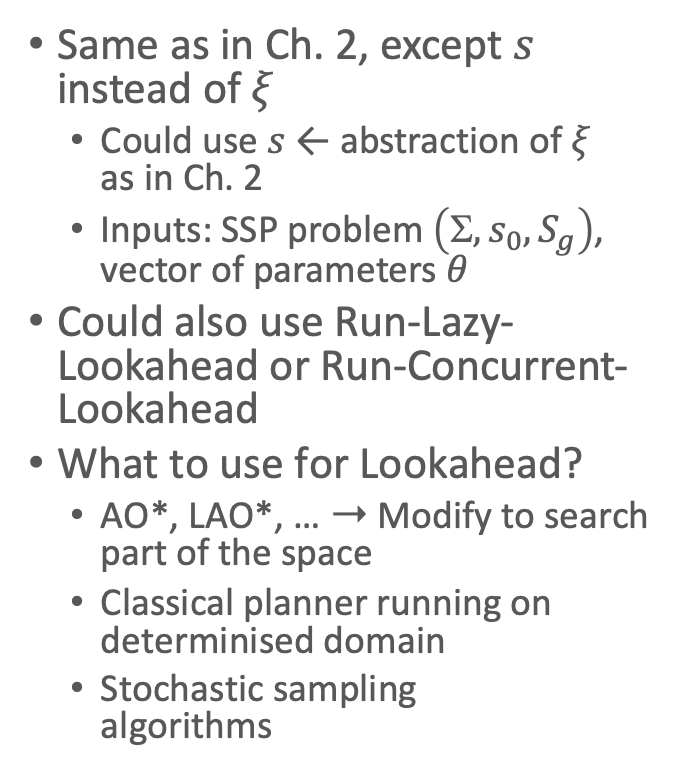 • Same as in Ch. 2, except s
instead of ξ
• Could use s ← abstraction of ξ
as in Ch. 2
• Inputs: SSP problem (Σ, s₀, S_g),
vector of parameters θ
• Could also use Run-Lazy-
Lookahead or Run-Concurrent-
Lookahead
• What to use for Lookahead?
• AO*, LAO*, … → Modify to search
part of the space
• Classical planner running on
determinised domain
• Stochastic sampling
algorithms